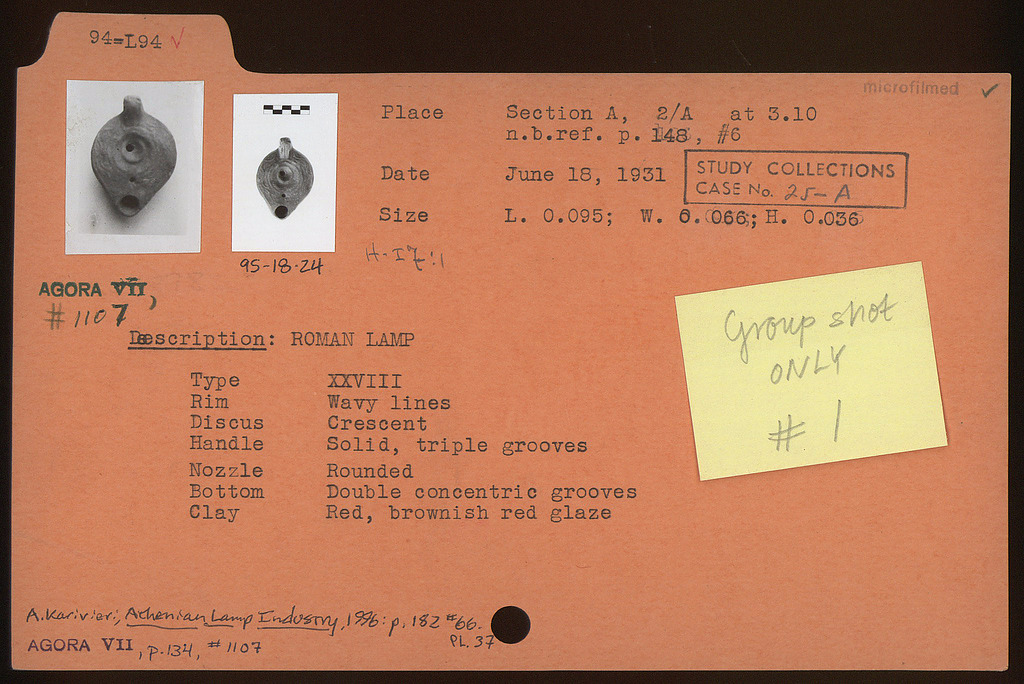 94=L94 ✓
microfilmed ✓
Place Section A, 2/A at 3.10
n.b.ref. p. 148, #6
Date June 18, 1931
STUDY COLLECTIONS
CASE No. 25-A
Size L. 0.095; W. 0.066; H. 0.036
95-18-24
AGORA VII,
# 1107
Description: ROMAN LAMP
Type XXVIII
Rim Wavy lines
Discus Crescent
Handle Solid, triple grooves
Nozzle Rounded
Bottom Double concentric grooves
Clay Red, brownish red glaze
Group shot
ONLY
# 1
A. Karivieri, Athenian Lamp Industry, 1996: p. 182 #66.
PL. 37
AGORA VII, p.134, #1107